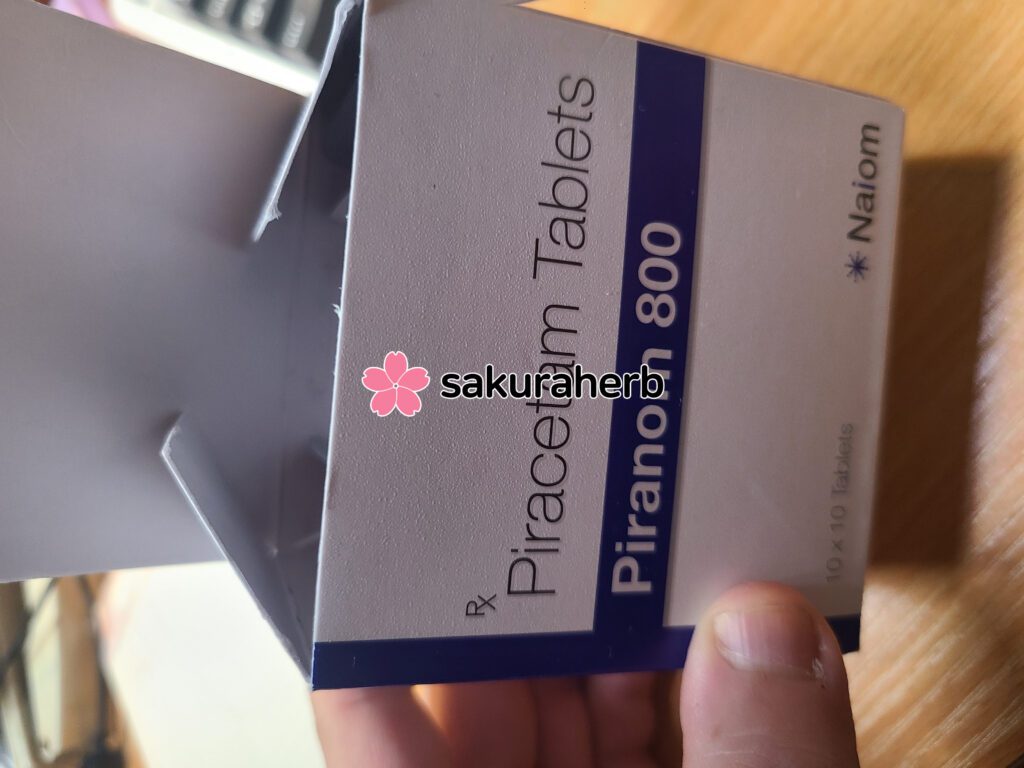 Rx
Piracetam Tablets
Piranom 800
10 x 10 Tablets
Naiom
sakuraherb